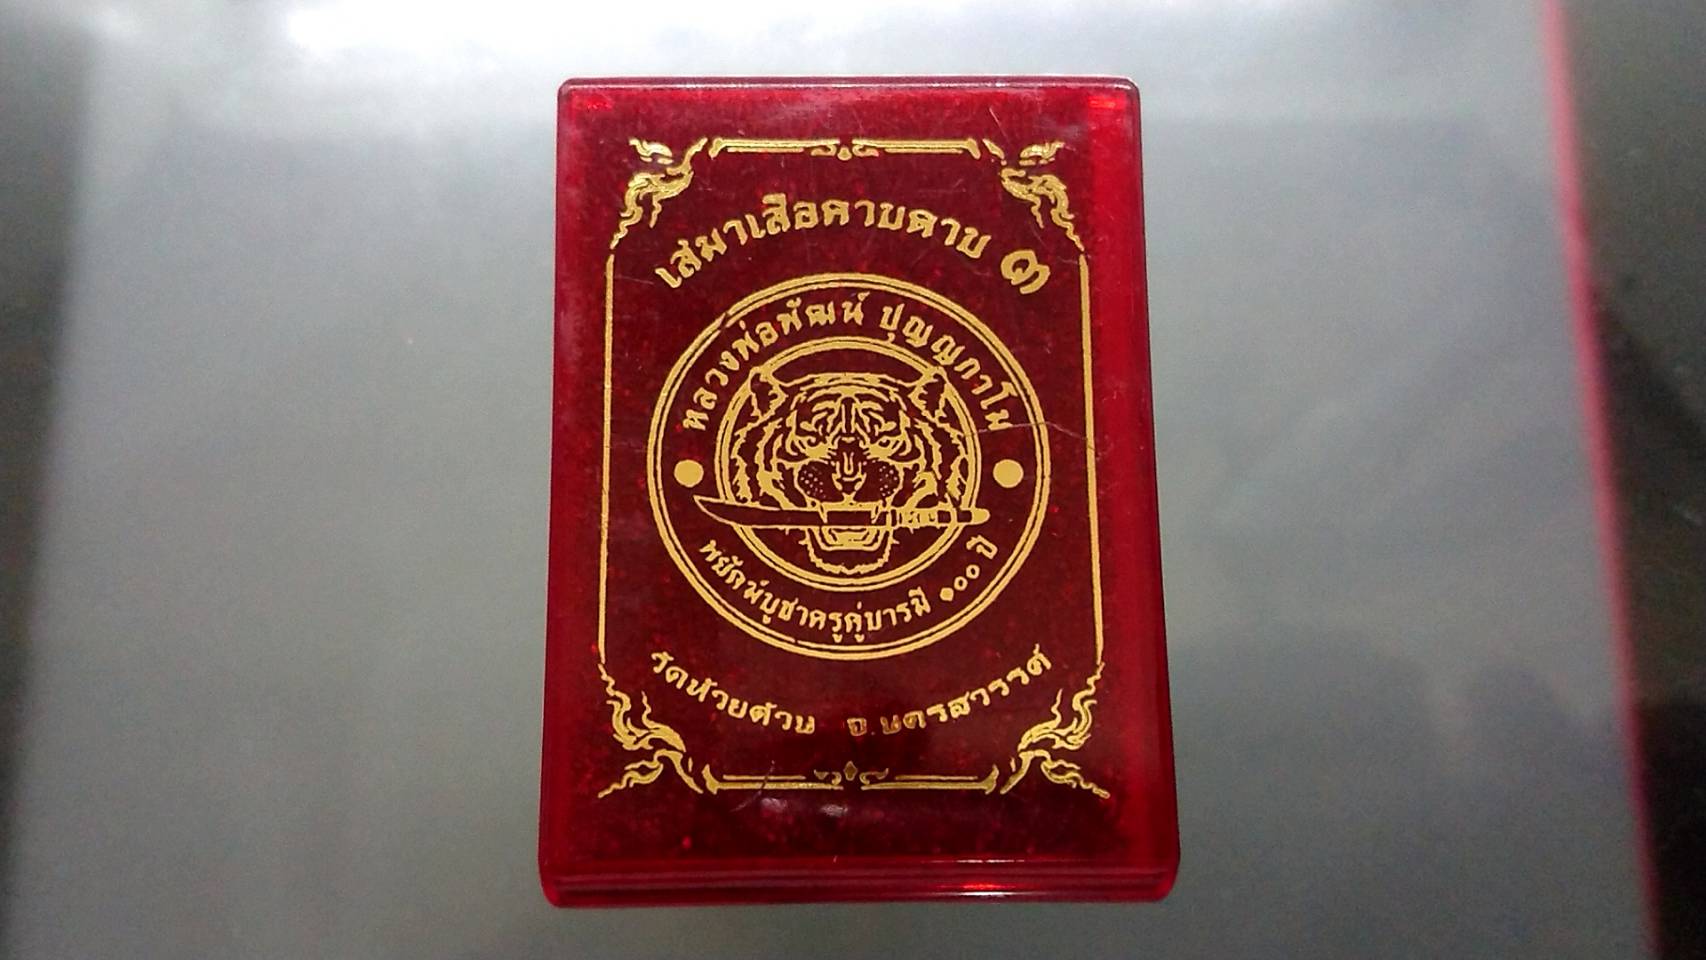 เสมาเสือคาบดาบ ๓
หลวงพ่อพัฒน์ ปุญญกาโม
พยัคฆ์บูชาครูคู่บารมี ๑๐๐ ปี
วัดห้วยด้วน จ.นครสวรรค์